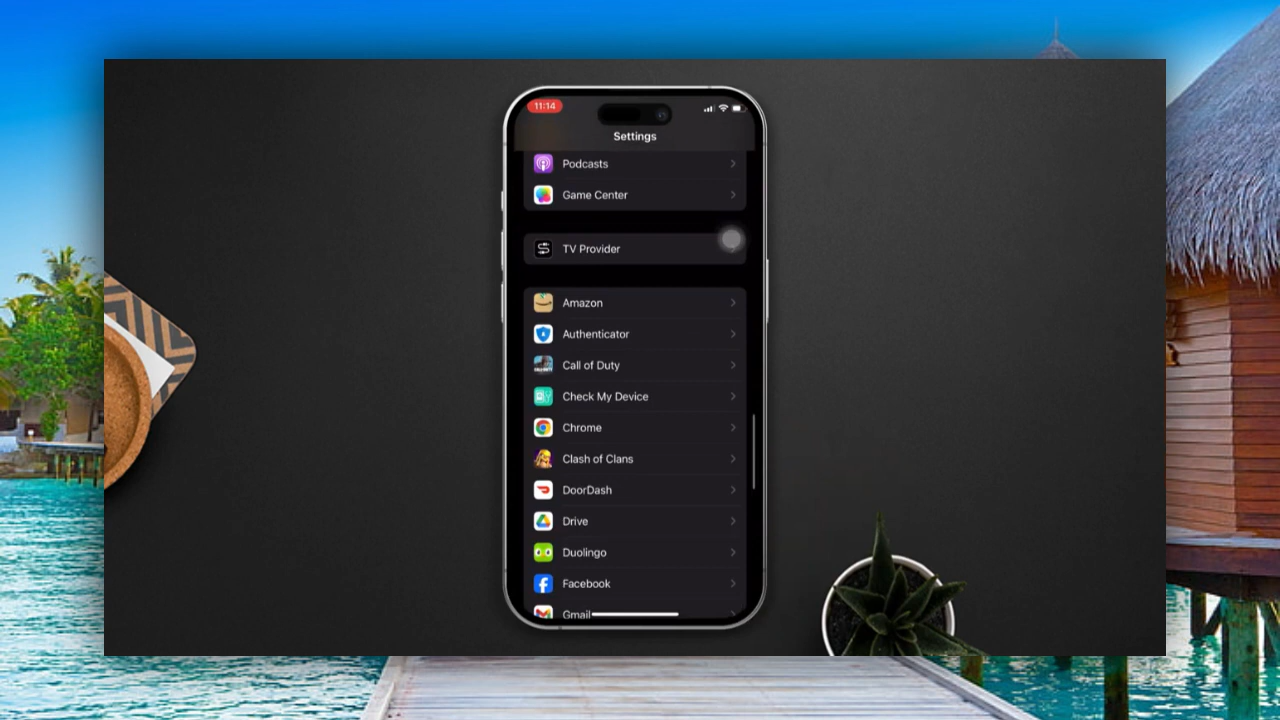 11:14
Settings
Podcasts
Game Center
TV Provider
Amazon
Authenticator
Call of Duty
Check My Device
Chrome
Clash of Clans
DoorDash
Drive
Duolingo
Facebook
Gmail